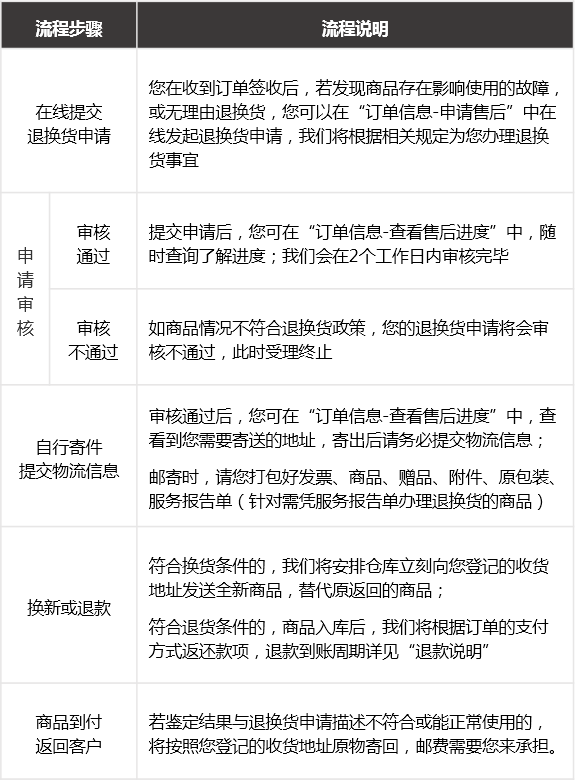 流程步骤
流程说明
在线提交
退换货申请
您在收到订单签收后，若发现商品存在影响使用的故障，
或无理由退换货，您可以在“订单信息-申请售后”中在
线发起退换货申请，我们将根据相关规定为您办理退换
货事宜
申
请
审
核
审核
通过
提交申请后，您可在“订单信息-查看售后进度”中，随
时查询了解进度；我们会在2个工作日内审核完毕
审核
不通过
如商品情况不符合退换货政策，您的退换货申请将会审
核不通过，此时受理终止
自行寄件
提交物流信息
审核通过后，您可在“订单信息-查看售后进度”中，查
看到您需要寄送的地址，寄出后请务必提交物流信息；
邮寄时，请您打包好发票、商品、赠品、附件、原包装、
服务报告单（针对需凭服务报告单办理退换货的商品）
换新或退款
符合换货条件的，我们将安排仓库立刻向您登记的收货
地址发送全新商品，替代原返回的商品；
符合退货条件的，商品入库后，我们将根据订单的支付
方式返还款项，退款到账周期详见“退款说明”
商品到付
返回客户
若鉴定结果与退换货申请描述不符合或能正常使用的，
将按照您登记的收货地址原物寄回，邮费需要您来承担。